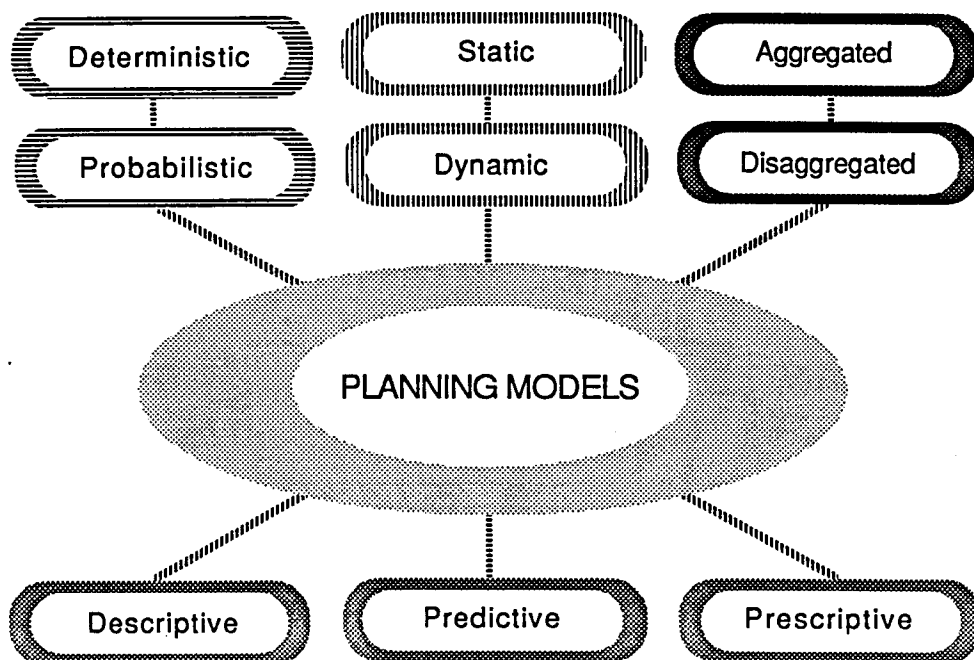 Deterministic
Static
Aggregated
Probabilistic
Dynamic
Disaggregated
PLANNING MODELS
Descriptive
Predictive
Prescriptive